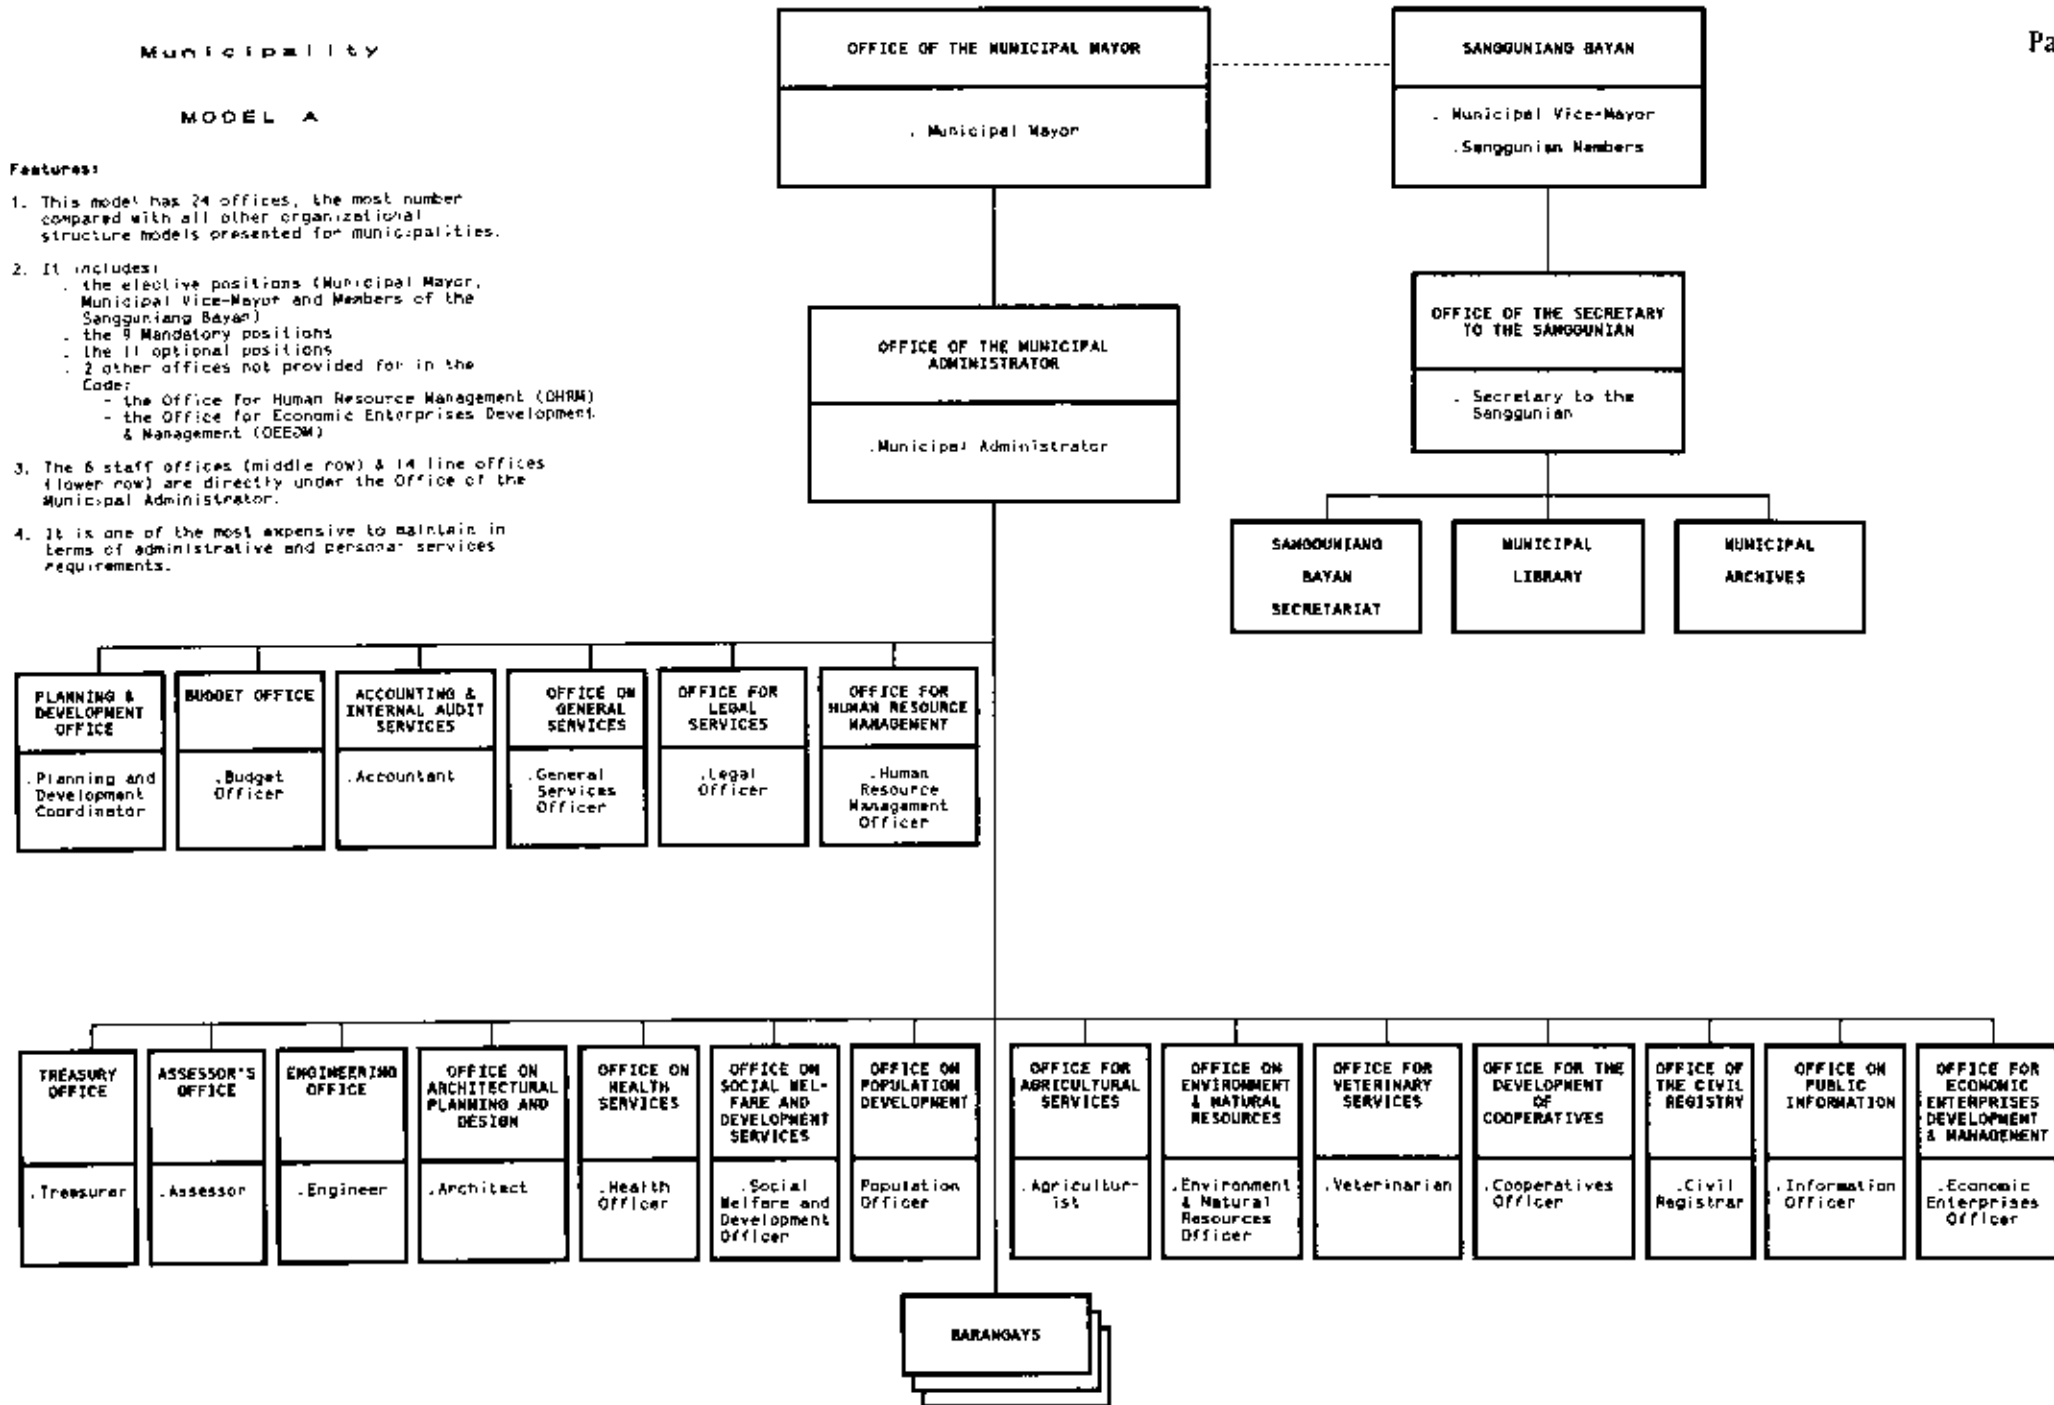 Municipality
MODEL A
Features:
1. This model has 24 offices, the most number
compared with all other organizational
structure models presented for municipalities.
2. It includes:
. the elective positions (Municipal Mayor,
Municipal Vice-Mayor and Members of the
Sangguniang Bayan)
. the 9 Mandatory positions
. the 11 optional positions
. 2 other offices not provided for in the
Code:
- the Office for Human Resource Management (OHRM)
- the Office for Economic Enterprises Development
& Management (OEEDM)
3. The 6 staff offices (middle row) & 14 line offices
(lower row) are directly under the Office of the
Municipal Administrator.
4. It is one of the most expensive to maintain in
terms of administrative and personal services
requirements.
Pa
OFFICE OF THE MUNICIPAL MAYOR
. Municipal Mayor
SANGGUNIANG BAYAN
. Municipal Vice-Mayor
.Sanggunian Members
OFFICE OF THE MUNICIPAL
ADMINISTRATOR
.Municipal Administrator
OFFICE OF THE SECRETARY
TO THE SANGGUNIAN
. Secretary to the
Sanggunian
SANGGUNIANG
BAYAN
SECRETARIAT
MUNICIPAL
LIBRARY
MUNICIPAL
ARCHIVES
PLANNING &
DEVELOPMENT
OFFICE
.Planning and
Development
Coordinator
BUDGET OFFICE
.Budget
Officer
ACCOUNTING &
INTERNAL AUDIT
SERVICES
.Accountant
OFFICE ON
GENERAL
SERVICES
.General
Services
Officer
OFFICE FOR
LEGAL
SERVICES
.Legal
Officer
OFFICE FOR
HUMAN RESOURCE
MANAGEMENT
.Human
Resource
Management
Officer
TREASURY
OFFICE
.Treasurer
ASSESSOR'S
OFFICE
.Assessor
ENGINEERING
OFFICE
.Engineer
OFFICE ON
ARCHITECTURAL
PLANNING AND
DESIGN
.Architect
OFFICE ON
HEALTH
SERVICES
.Health
Officer
OFFICE ON
SOCIAL WEL-
FARE AND
DEVELOPMENT
SERVICES
.Social
Welfare and
Development
Officer
OFFICE ON
POPULATION
DEVELOPMENT
Population
Officer
OFFICE FOR
AGRICULTURAL
SERVICES
.Agricultur-
ist
OFFICE ON
ENVIRONMENT
& NATURAL
RESOURCES
.Environment
& Natural
Resources
Officer
OFFICE FOR
VETERINARY
SERVICES
.Veterinarian
OFFICE FOR THE
DEVELOPMENT
OF
COOPERATIVES
.Cooperatives
Officer
OFFICE OF
THE CIVIL
REGISTRY
.Civil
Registrar
OFFICE ON
PUBLIC
INFORMATION
.Information
Officer
OFFICE FOR
ECONOMIC
ENTERPRISES
DEVELOPMENT
& MANAGEMENT
.Economic
Enterprises
Officer
BARANGAYS